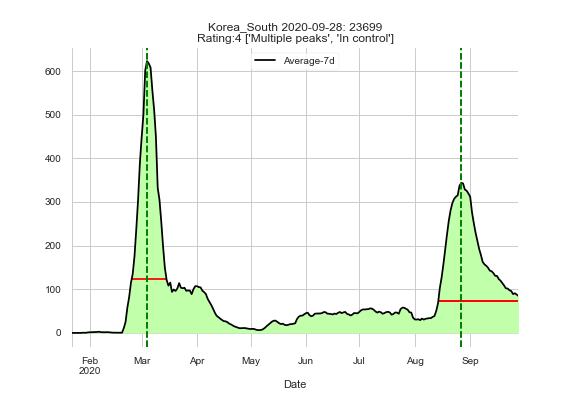 Korea_South 2020-09-28: 23699
Rating:4 ['Multiple peaks', 'In control']
Average-7d
600
500
400
300
200
100
0
Feb
2020
Mar
Apr
May
Jun
Jul
Aug
Sep
Date